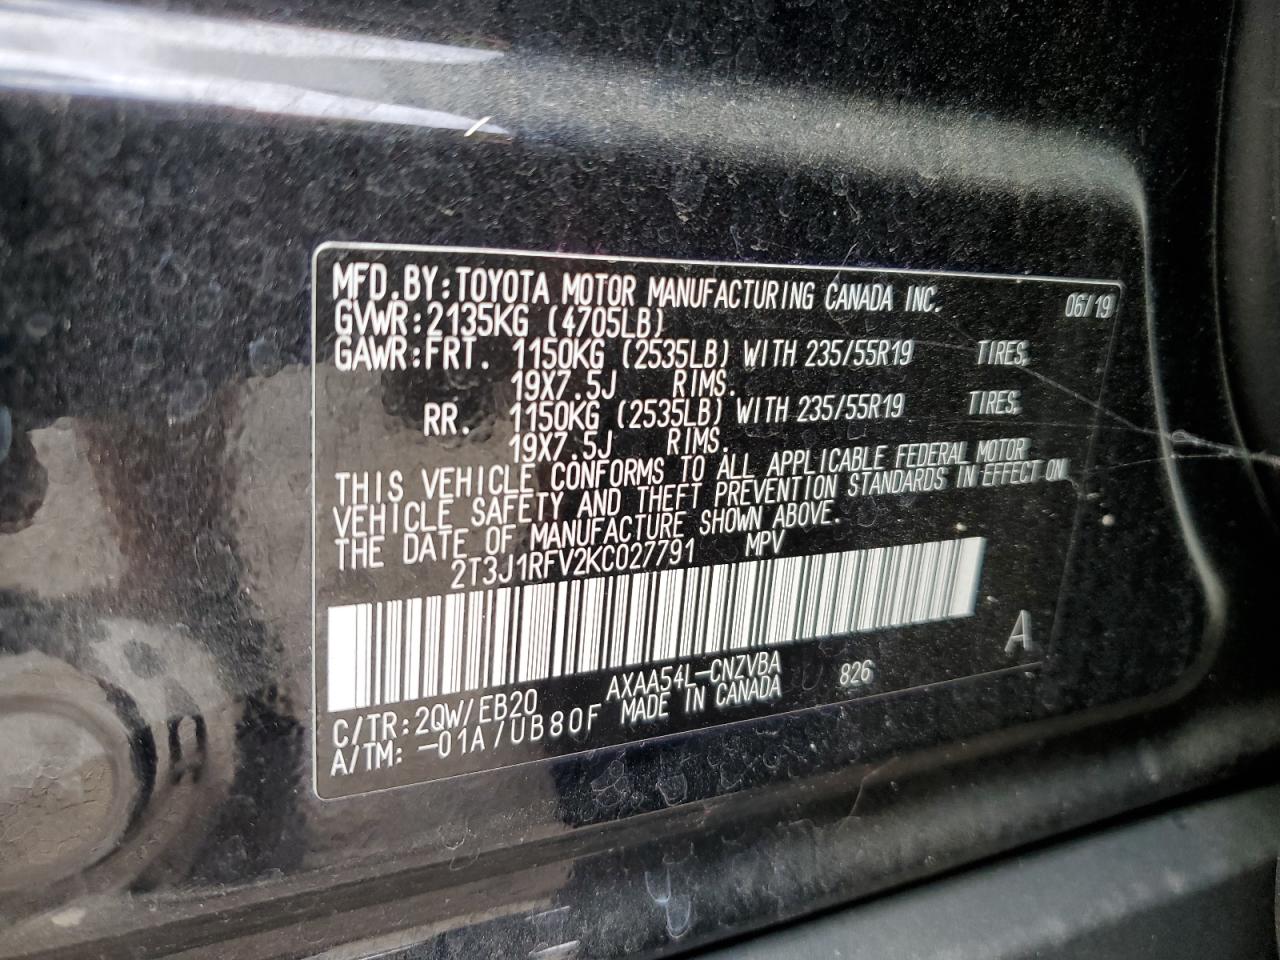 MFD.BY:TOYOTA MOTOR MANUFACTURING CANADA INC. 06/19
GVWR:2135KG (4705LB)
GAWR:FRT. 1150KG (2535LB) WITH 235/55R19 TIRES,
19X7.5J RIMS.
RR. 1150KG (2535LB) WITH 235/55R19 TIRES,
19X7.5J RIMS.
THIS VEHICLE CONFORMS TO ALL APPLICABLE FEDERAL MOTOR
VEHICLE SAFETY AND THEFT PREVENTION STANDARDS IN EFFECT ON
THE DATE OF MANUFACTURE SHOWN ABOVE.
2T3J1RFV2KC027791 MPV
A
C/TR:2QW/EB20 AXAA54L-CNZVBA 826
A/TM: -01A/UB80F MADE IN CANADA